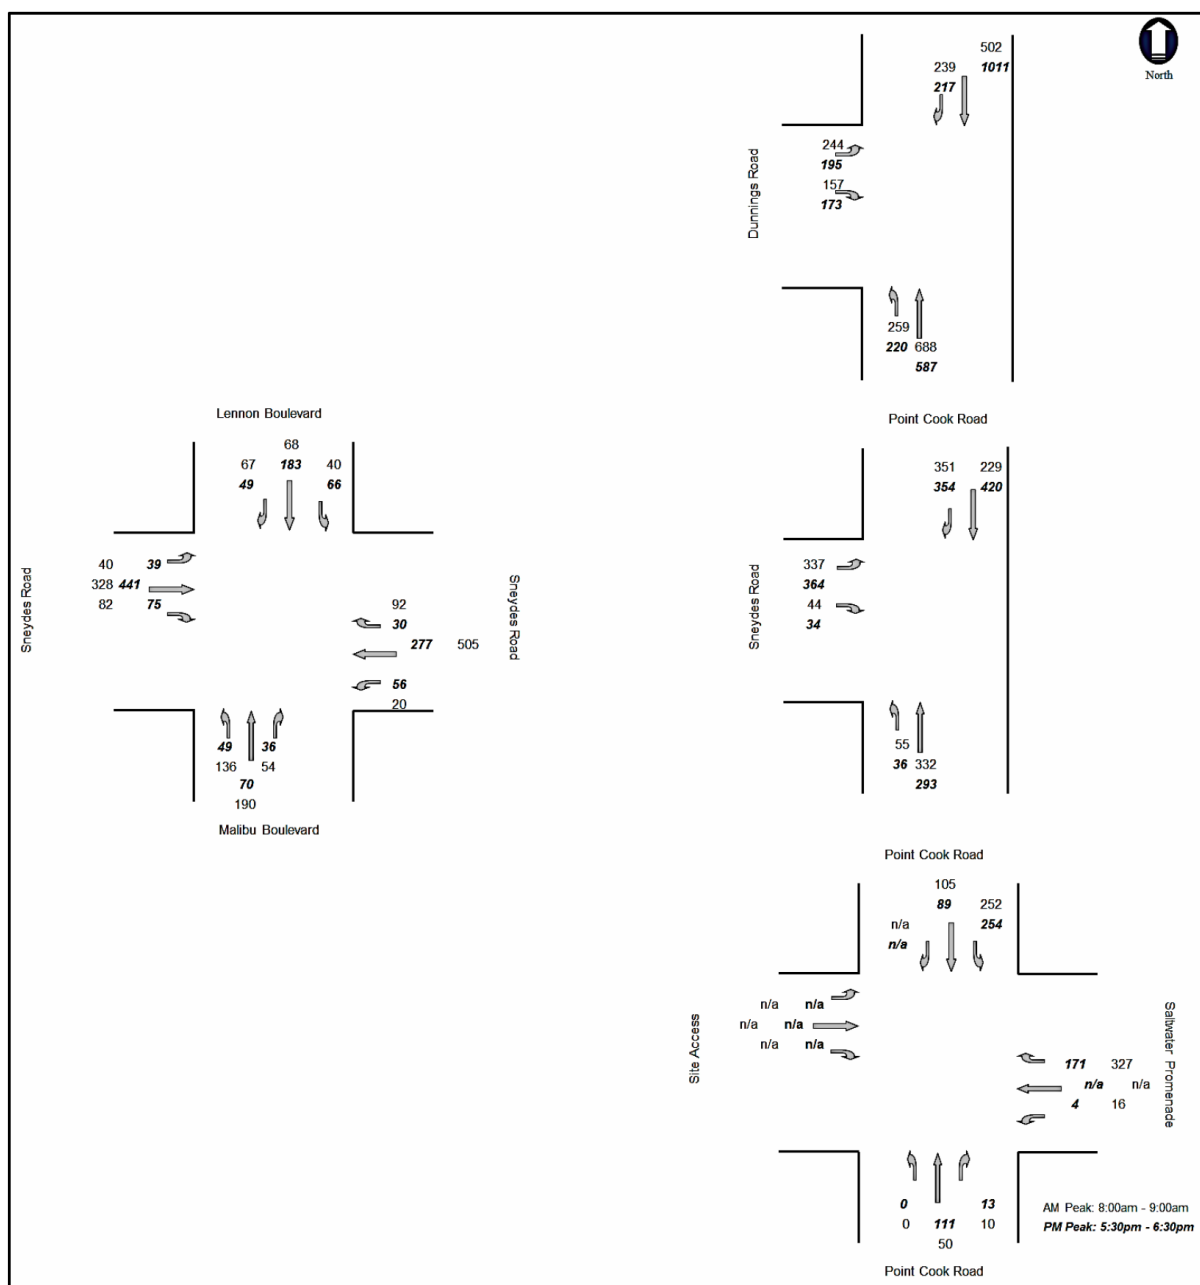 North
502
239 1011
217
244
195
157
173
Dunnings Road
259
220 688
587
Point Cook Road
Lennon Boulevard
68
67 183 40
49 66
40 39
328 441
82 75
Sneydes Road
92
30
277 505
56
20
Sneydes Road
49 36
136 54
70
190
Malibu Boulevard
351 229
354 420
337
364
44
34
Sneydes Road
55
36 332
293
Point Cook Road
105
89 252
n/a 254
n/a
n/a n/a
n/a n/a
n/a n/a
Site Access
171 327
n/a n/a
4 16
Saltwater Promenade
0 13
0 111 10
50
Point Cook Road
AM Peak: 8:00am - 9:00am
PM Peak: 5:30pm - 6:30pm